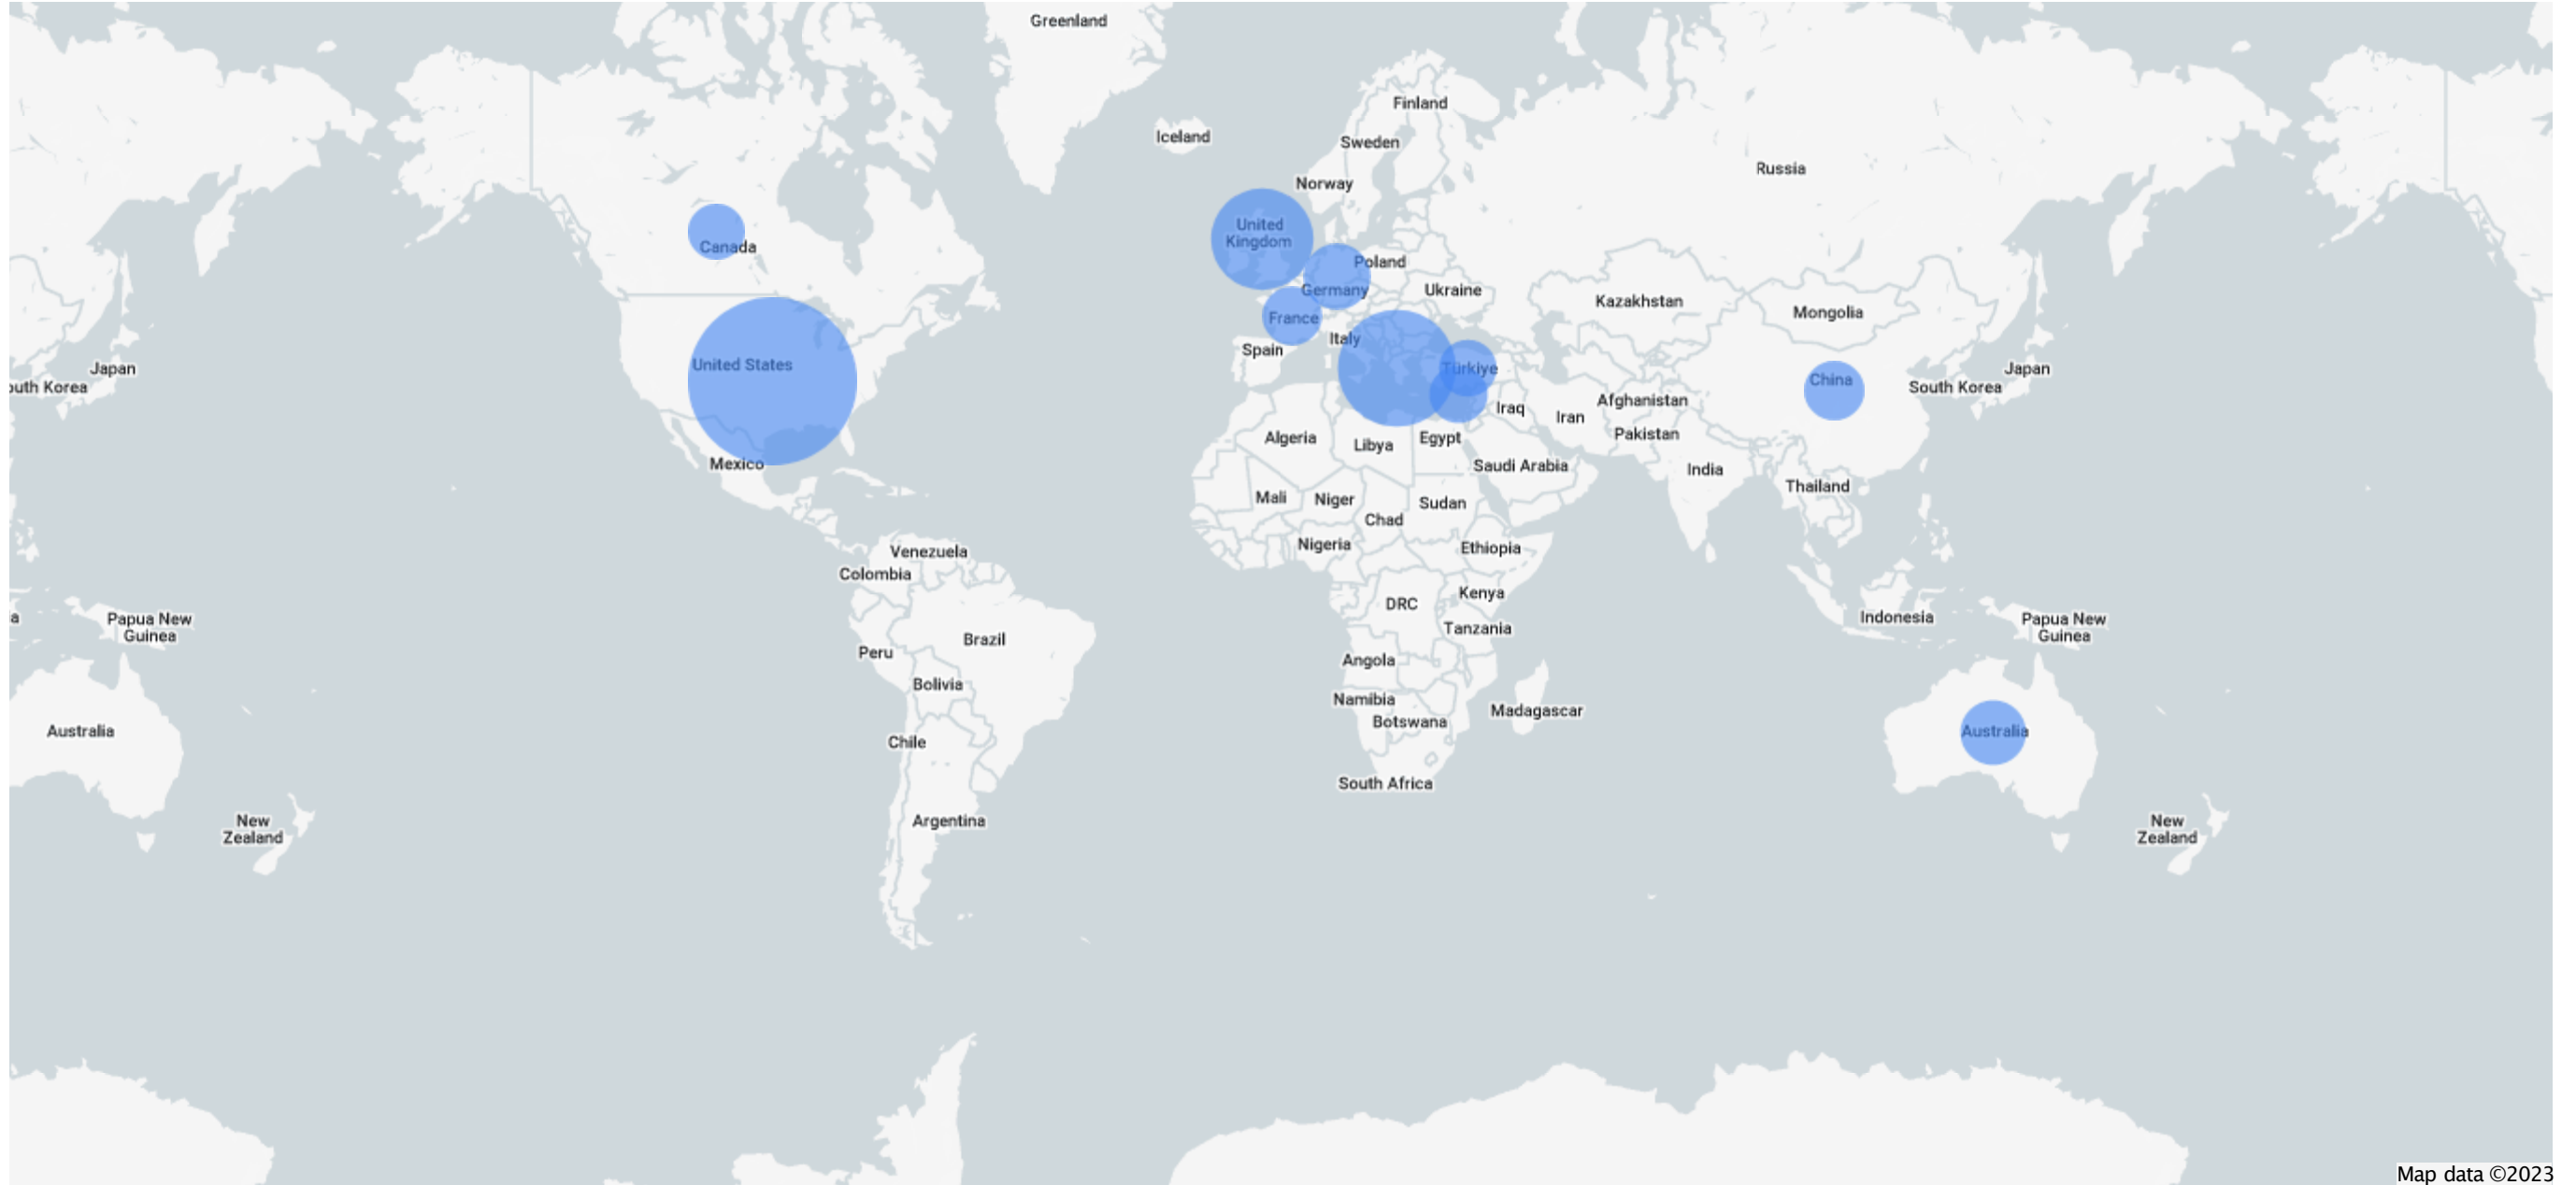 Greenland
Finland
Iceland
Sweden
Russia
Norway
United
Kingdom
Canada
Poland
Germany
Ukraine
Kazakhstan
Mongolia
France
Italy
Spain
United States
Japan
outh Korea
Türkiye
China
South Korea
Japan
Afghanistan
Iraq
Iran
Pakistan
Algeria
Libya
Egypt
Mexico
Saudi Arabia
India
Thailand
Mali
Niger
Sudan
Chad
Nigeria
Ethiopia
Venezuela
Colombia
Kenya
DRC
a
Papua New
Guinea
Indonesia
Papua New
Guinea
Tanzania
Brazil
Peru
Angola
Bolivia
Namibia
Madagascar
Botswana
Australia
Australia
Chile
South Africa
Argentina
New
Zealand
New
Zealand
Map data ©2023